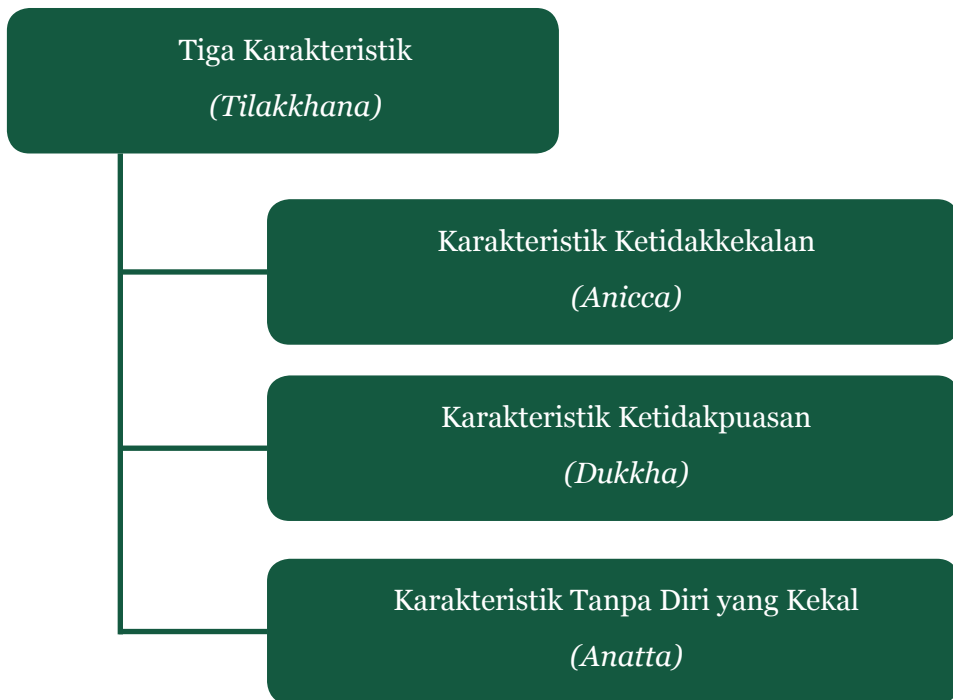 Tiga Karakteristik
(Tilakkhana)
Karakteristik Ketidakkekalan
(Anicca)
Karakteristik Ketidakpuasan
(Dukkha)
Karakteristik Tanpa Diri yang Kekal
(Anatta)